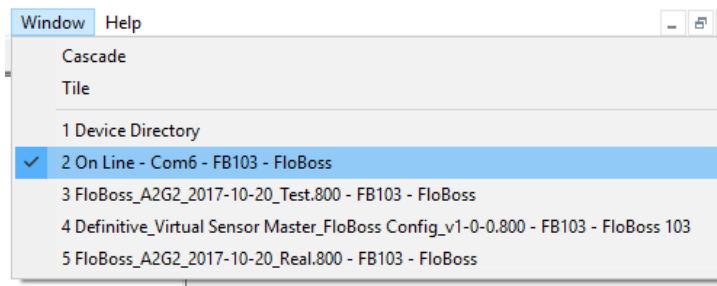 Window Help
Cascade
Tile
1 Device Directory
2 On Line - Com6 - FB103 - FloBoss
3 FloBoss_A2G2_2017-10-20_Test.800 - FB103 - FloBoss
4 Definitive_Virtual Sensor Master_FloBoss Config_v1-0-0.800 - FB103 - FloBoss 103
5 FloBoss_A2G2_2017-10-20_Real.800 - FB103 - FloBoss